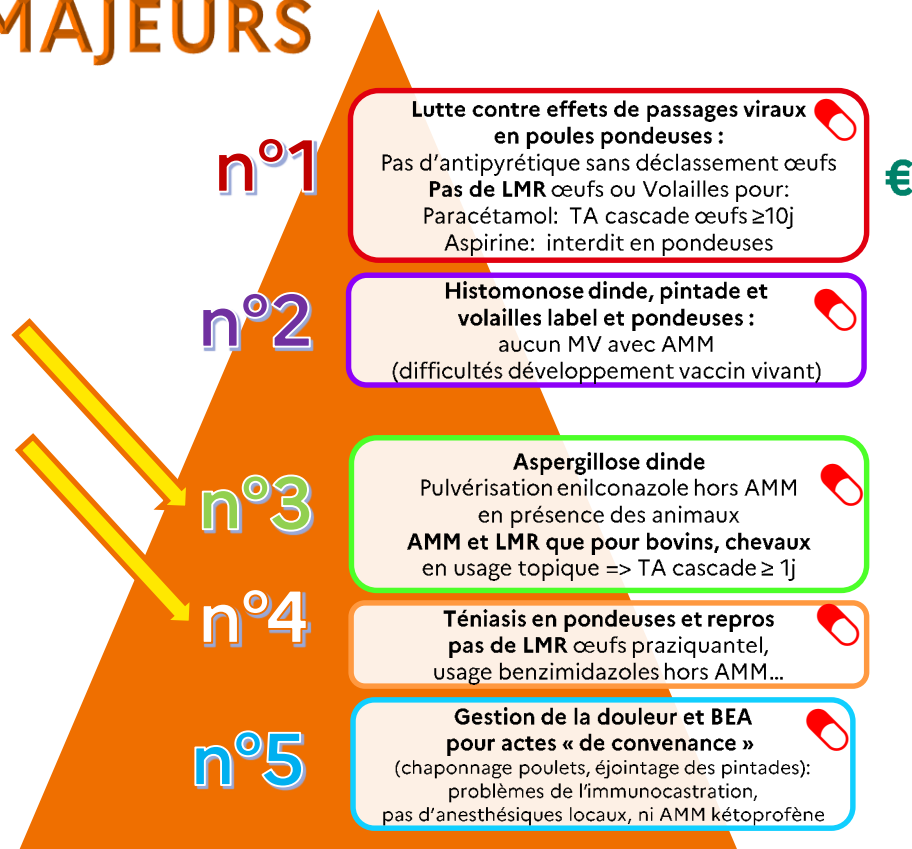 MAJEURS
n°1
Lutte contre effets de passages viraux
en poules pondeuses :
Pas d'antipyrétique sans déclassement œufs
Pas de LMR œufs ou Volailles pour:
Paracétamol: TA cascade œufs ≥10j
Aspirine: interdit en pondeuses
€
n°2
Histomonose dinde, pintade et
volailles label et pondeuses :
aucun MV avec AMM
(difficultés développement vaccin vivant)
n°3
Aspergillose dinde
Pulvérisation enilconazole hors AMM
en présence des animaux
AMM et LMR que pour bovins, chevaux
en usage topique => TA cascade ≥ 1j
n°4
Téniasis en pondeuses et repros
pas de LMR œufs praziquantel,
usage benzimidazoles hors AMM...
n°5
Gestion de la douleur et BEA
pour actes « de convenance »
(chaponnage poulets, éjointage des pintades):
problèmes de l'immunocastration,
pas d'anesthésiques locaux, ni AMM kétoprofène